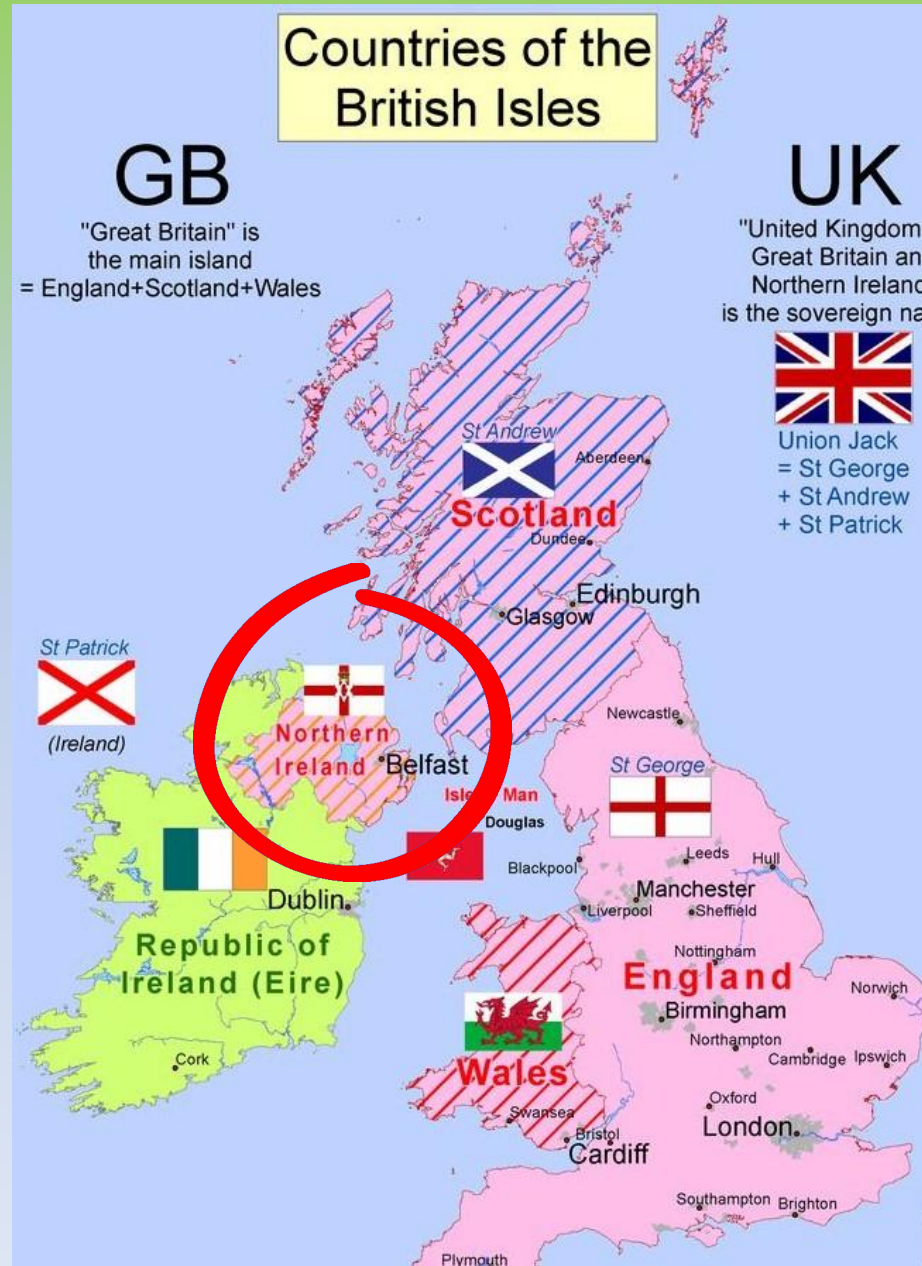 Countries of the
British Isles
GB
"Great Britain" is
the main island
= England+Scotland+Wales
UK
"United Kingdom
Great Britain an
Northern Ireland
is the sovereign na
Union Jack
= St George
+ St Andrew
+ St Patrick
St Andrew
Aberdeen
Scotland
Dundee
Edinburgh
Glasgow
St Patrick
(Ireland)
Northern
Ireland
Belfast
Newcastle
St George
Isle
Man
Douglas
Blackpool
Leeds
Hull
Manchester
Liverpool
Sheffield
Dublin
Republic of
Ireland (Eire)
Cork
Nottingham
England
Norwich
Birmingham
Northampton
Cambridge
Ipswich
Wales
Swansea
Oxford
London
Bristol
Cardiff
Southampton
Brighton
Plymouth